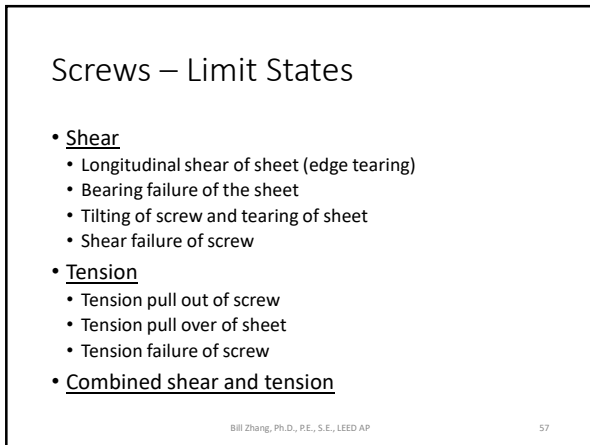 Screws – Limit States
• Shear
• Longitudinal shear of sheet (edge tearing)
• Bearing failure of the sheet
• Tilting of screw and tearing of sheet
• Shear failure of screw
• Tension
• Tension pull out of screw
• Tension pull over of sheet
• Tension failure of screw
• Combined shear and tension
Bill Zhang, Ph.D., P.E., S.E., LEED AP
57